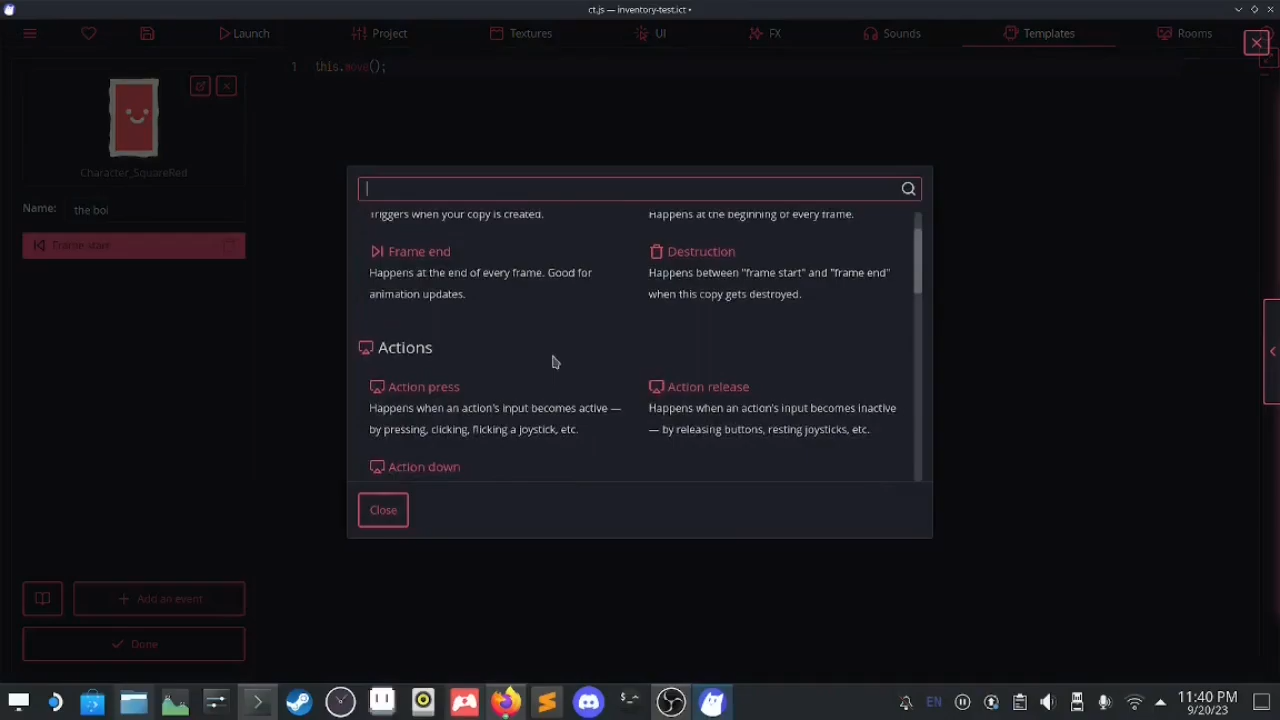 ct.js — inventory-test.ict •
Launch
Project
Textures
UI
FX
Sounds
Templates
Rooms
1 this.move();
Character_SquareRed
Name: the boi
Frame start
Triggers when your copy is created.
Happens at the beginning of every frame.
Frame end
Happens at the end of every frame. Good for
animation updates.
Destruction
Happens between "frame start" and "frame end"
when this copy gets destroyed.
Actions
Action press
Happens when an action's input becomes active —
by pressing, clicking, flicking a joystick, etc.
Action release
Happens when an action's input becomes inactive
— by releasing buttons, resting joysticks, etc.
Action down
Close
Add an event
Done
EN
11:40 PM
9/20/23